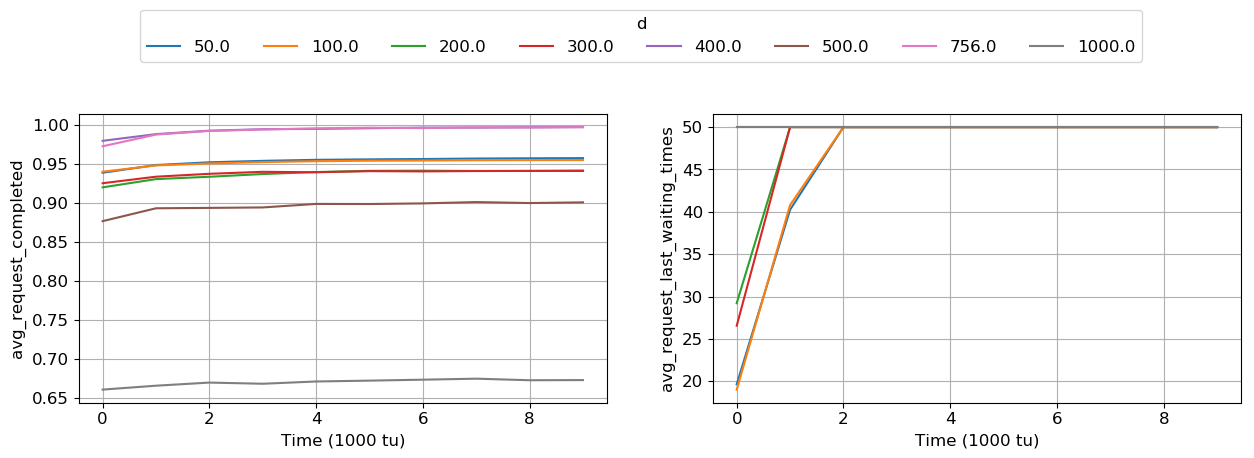 d
50.0 100.0 200.0 300.0 400.0 500.0 756.0 1000.0
avg_request_completed
1.00
0.95
0.90
0.85
0.80
0.75
0.70
0.65
0 2 4 6 8
Time (1000 tu)
avg_request_last_waiting_times
50
45
40
35
30
25
20
0 2 4 6 8
Time (1000 tu)